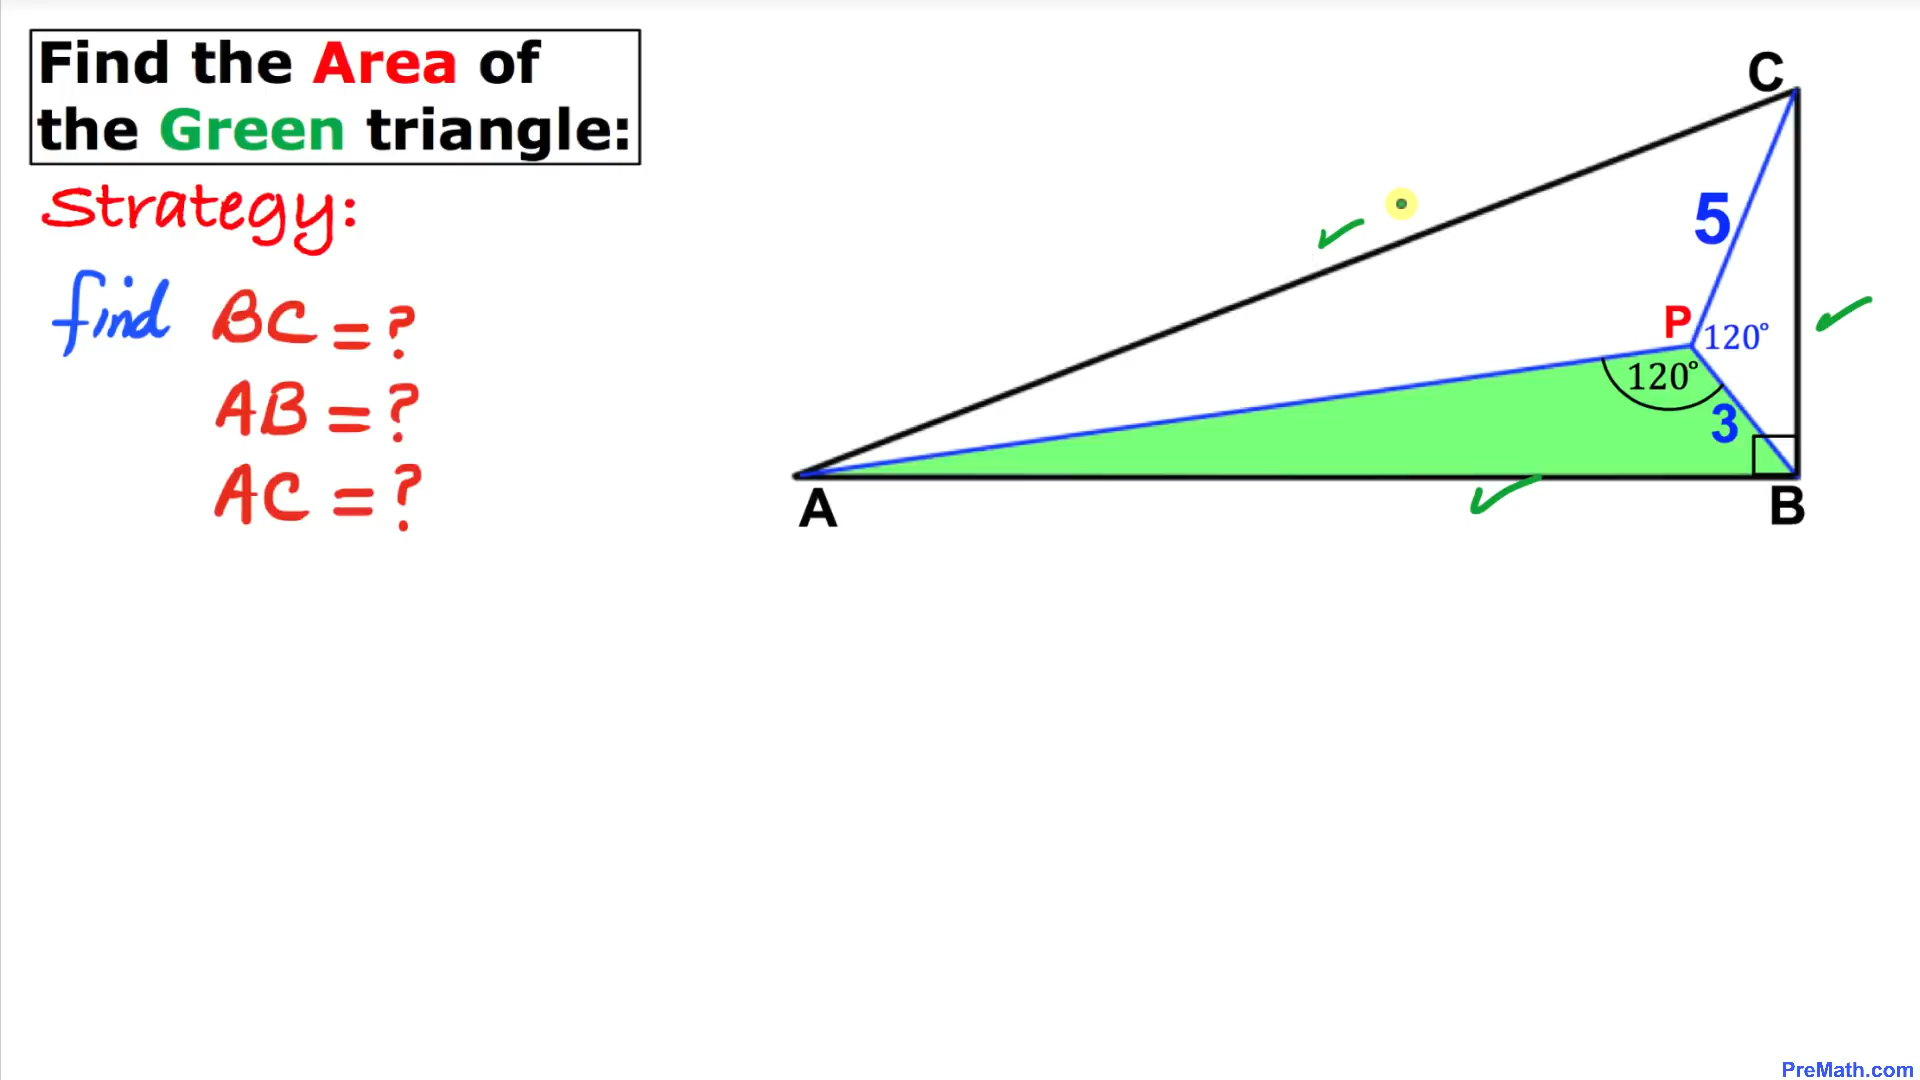 Find the Area of
the Green triangle:
Strategy:
find BC = ?
AB = ?
AC = ?
C
5
P
120°
120°
3
A
B
PreMath.com